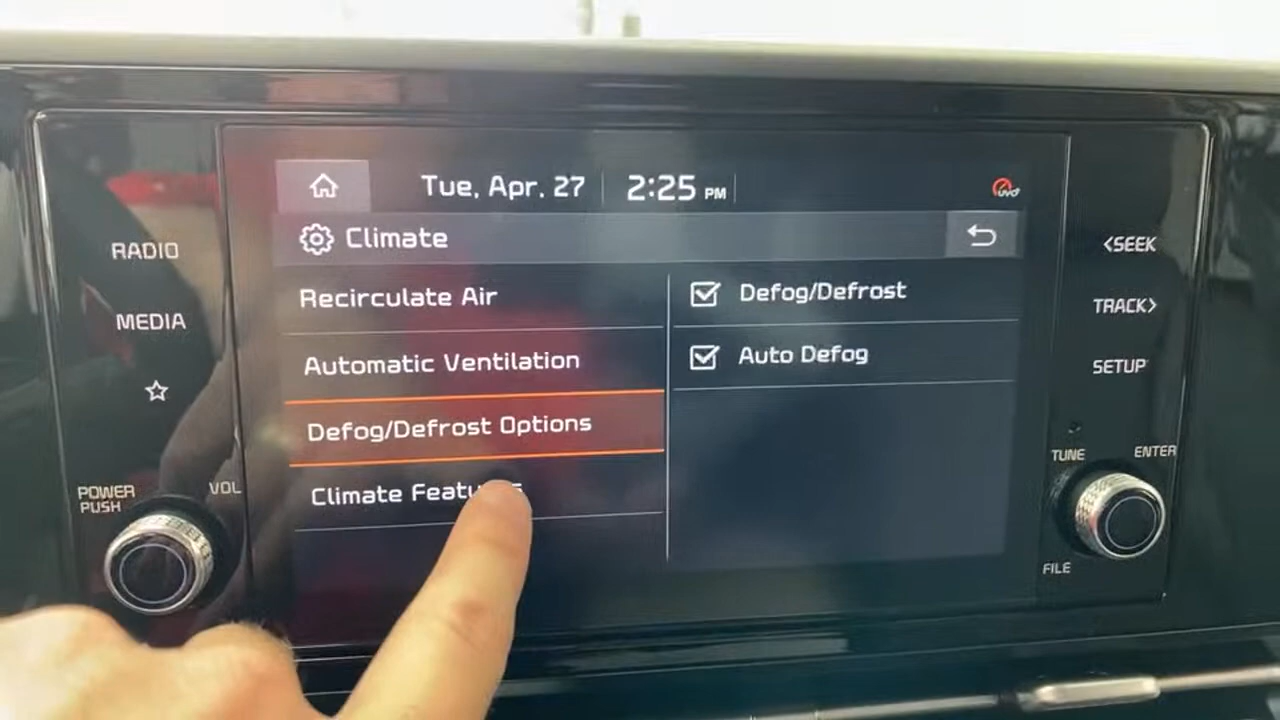 Tue, Apr. 27 2:25 PM
UVO
Climate
Recirculate Air
Automatic Ventilation
Defog/Defrost Options
Climate Features
Defog/Defrost
Auto Defog
RADIO
MEDIA
POWER
PUSH
VOL
<SEEK
TRACK>
SETUP
TUNE
ENTER
FILE